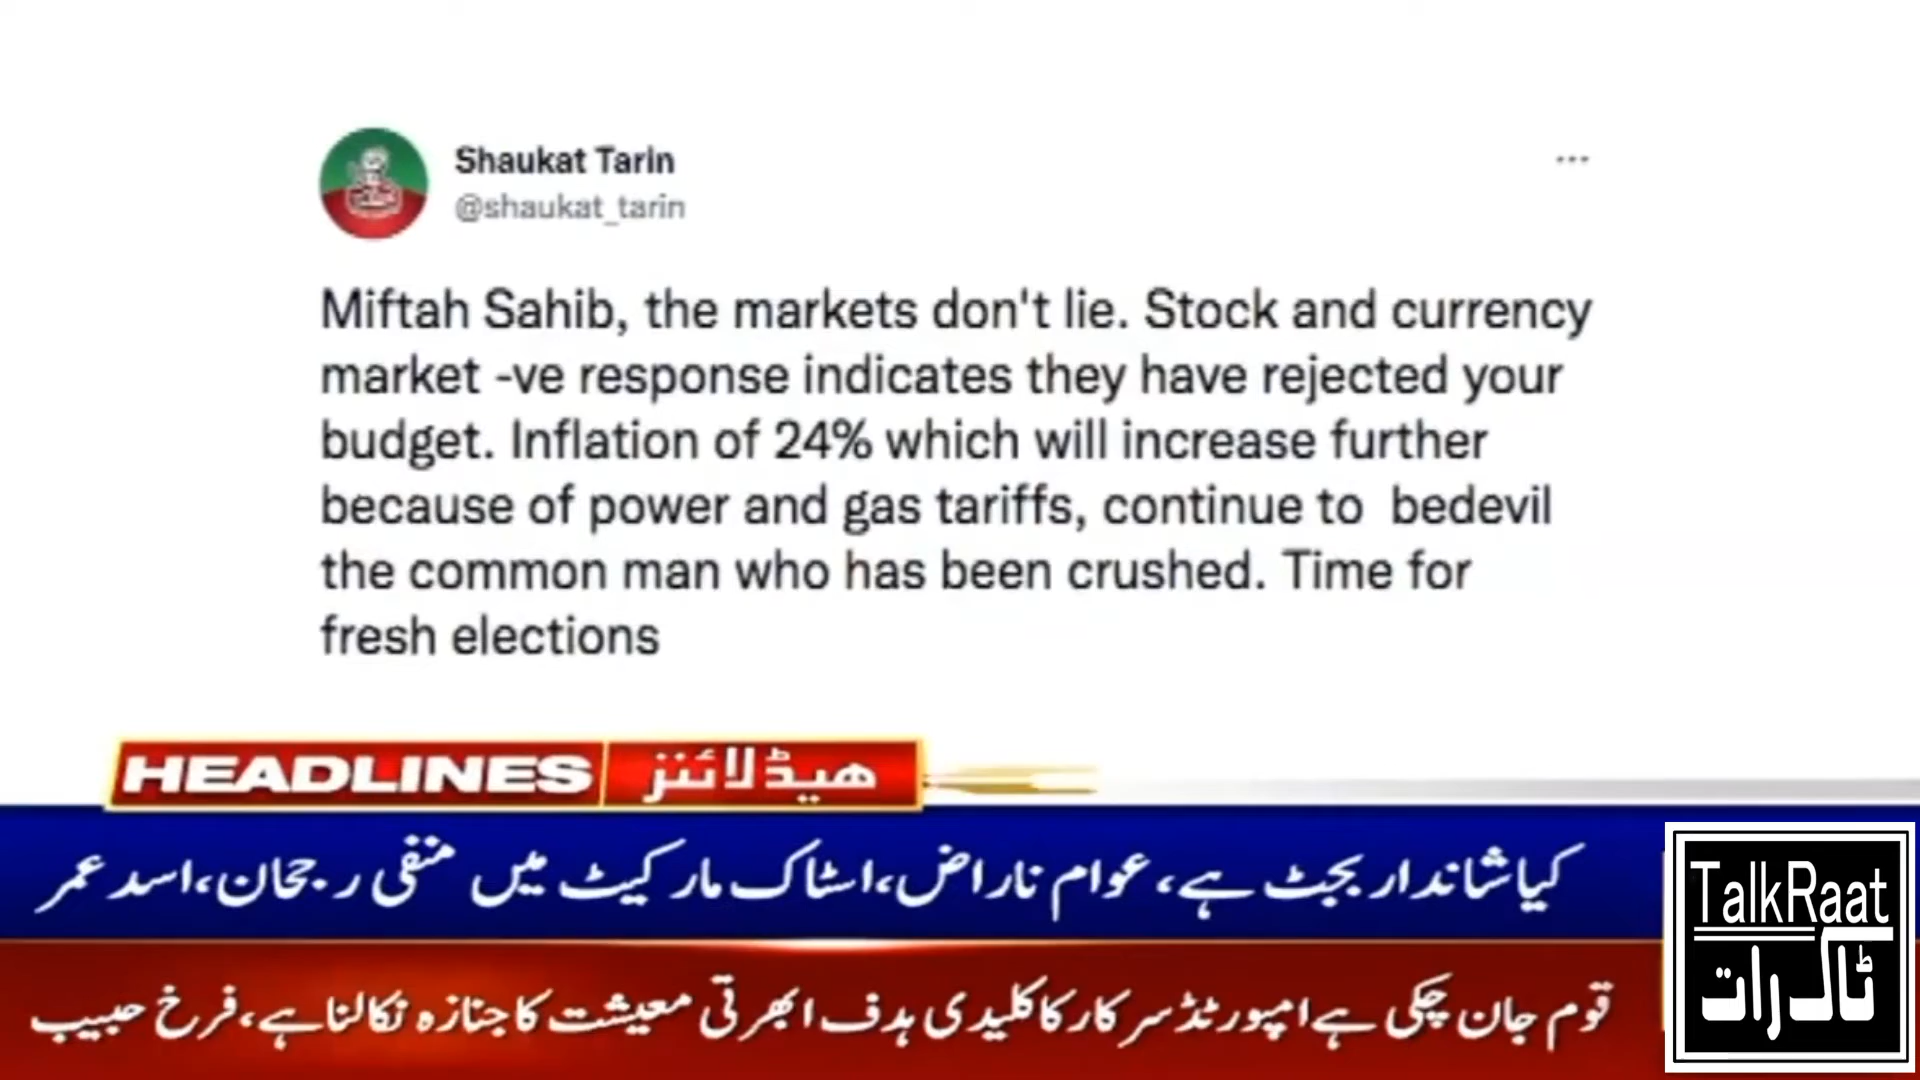 Shaukat Tarin
@shaukat_tarin
Miftah Sahib, the markets don't lie. Stock and currency
market -ve response indicates they have rejected your
budget. Inflation of 24% which will increase further
because of power and gas tariffs, continue to bedevil
the common man who has been crushed. Time for
fresh elections
HEADLINES ھیڈلائنز
کیا شاندار بجٹ ہے، عوام ناراض، اسٹاک مارکیٹ میں منفی رجحان، اسد عمر
قوم جان چکی ہے امپورٹڈ سرکار کا کلیدی ہدف ابھرتی معیشت کا جنازہ نکالنا ہے، فرخ حبیب
TalkRaat
ٹاک رات